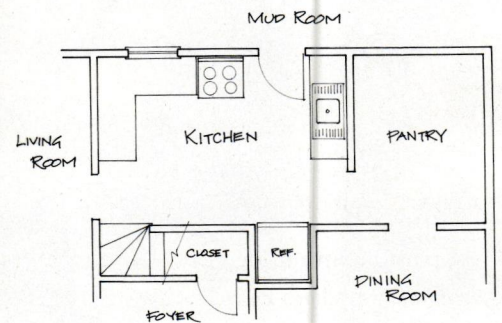 MUD ROOM
LIVING
ROOM
KITCHEN
PANTRY
CLOSET
REF.
DINING
ROOM
FOYER